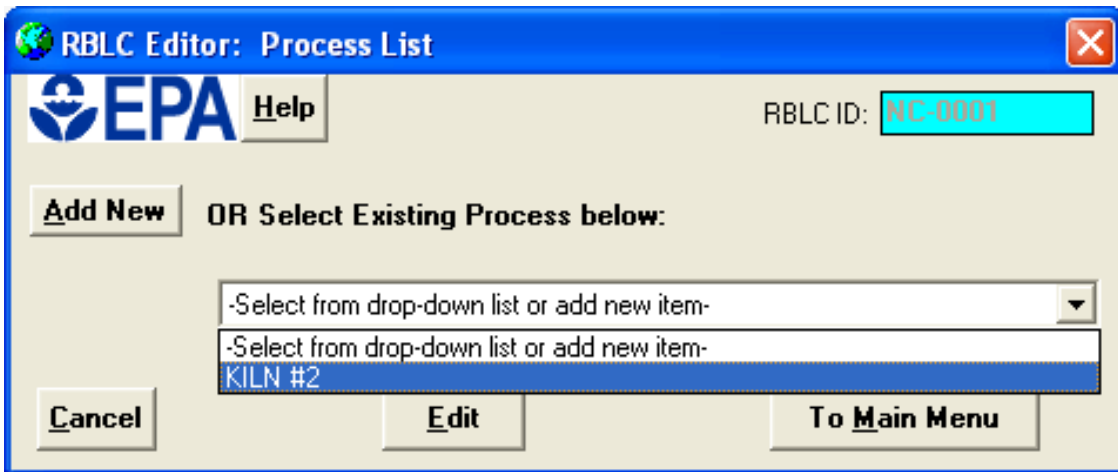 RBLC Editor: Process List
EPA Help RBLC ID: NC-0001
Add New OR Select Existing Process below:
-Select from drop-down list or add new item-
-Select from drop-down list or add new item-
KILN #2
Cancel Edit To Main Menu